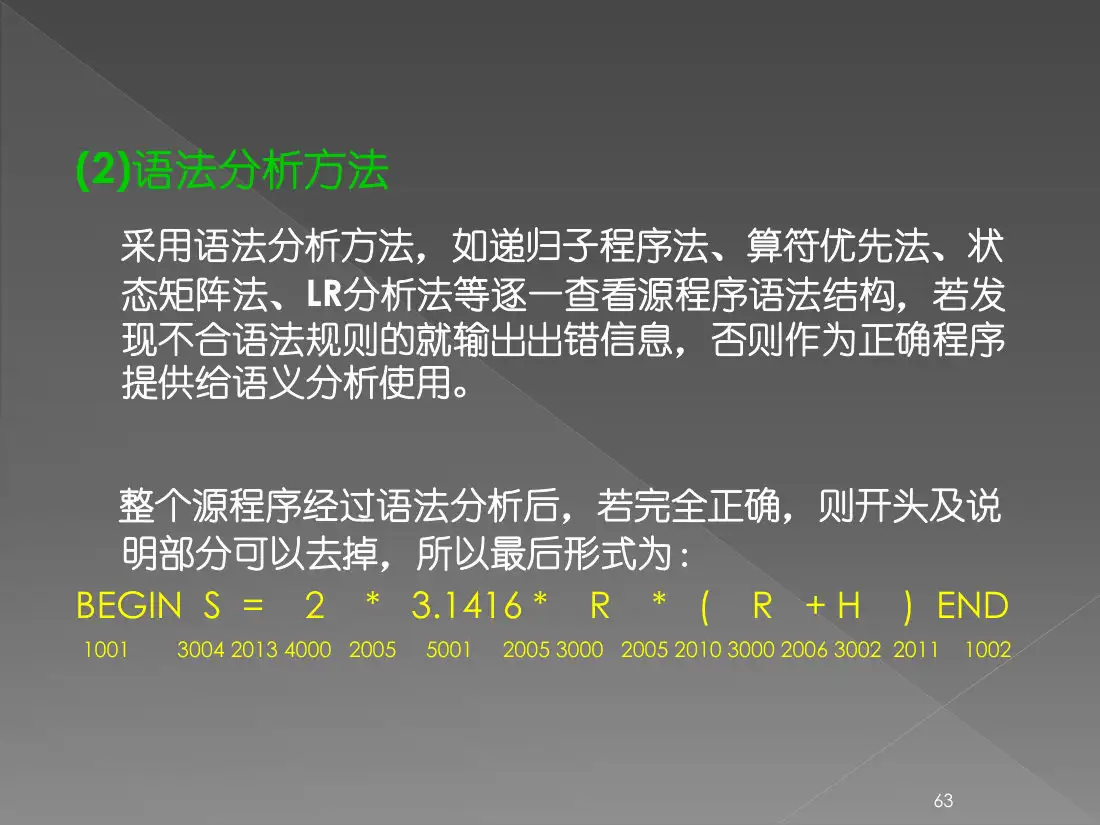 (2)语法分析方法
采用语法分析方法，如递归子程序法、算符优先法、状
态矩阵法、LR分析法等逐一查看源程序语法结构，若发
现不合语法规则的就输出出错信息，否则作为正确程序
提供给语义分析使用。
整个源程序经过语法分析后，若完全正确，则开头及说
明部分可以去掉，所以最后形式为：
BEGIN S = 2 * 3.1416 * R * ( R + H ) END
1001 3004 2013 4000 2005 5001 2005 3000 2005 2010 3000 2006 3002 2011 1002
63